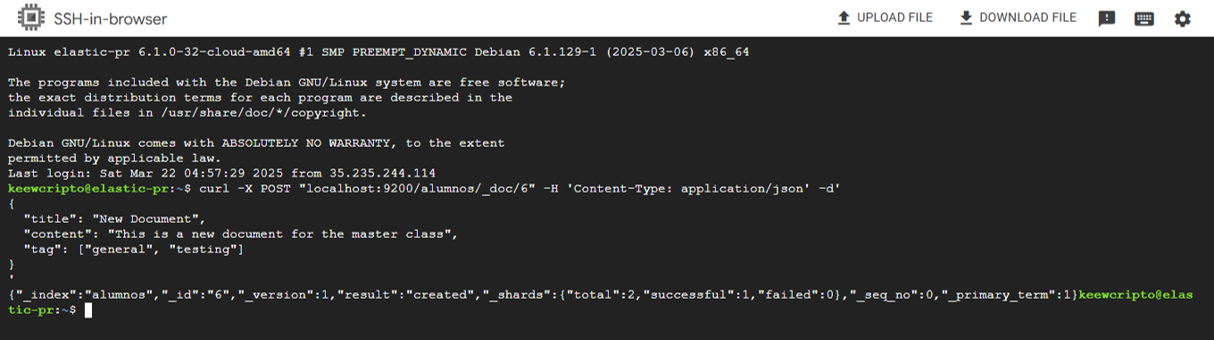 SSH-in-browser
UPLOAD FILE
DOWNLOAD FILE
Linux elastic-pr 6.1.0-32-cloud-amd64 #1 SMP PREEMPT_DYNAMIC Debian 6.1.129-1 (2025-03-06) x86_64
The programs included with the Debian GNU/Linux system are free software;
the exact distribution terms for each program are described in the
individual files in /usr/share/doc/*/copyright.
Debian GNU/Linux comes with ABSOLUTELY NO WARRANTY, to the extent
permitted by applicable law.
Last login: Sat Mar 22 04:57:29 2025 from 35.235.244.114
keewcripto@elastic-pr:~$ curl -X POST "localhost:9200/alumnos/_doc/6" -H 'Content-Type: application/json' -d'
{
  "title": "New Document",
  "content": "This is a new document for the master class",
  "tag": ["general", "testing"]
}
'
{"_index":"alumnos","_id":"6","_version":1,"result":"created","_shards":{"total":2,"successful":1,"failed":0},"_seq_no":0,"_primary_term":1}keewcripto@elas
tic-pr:~$